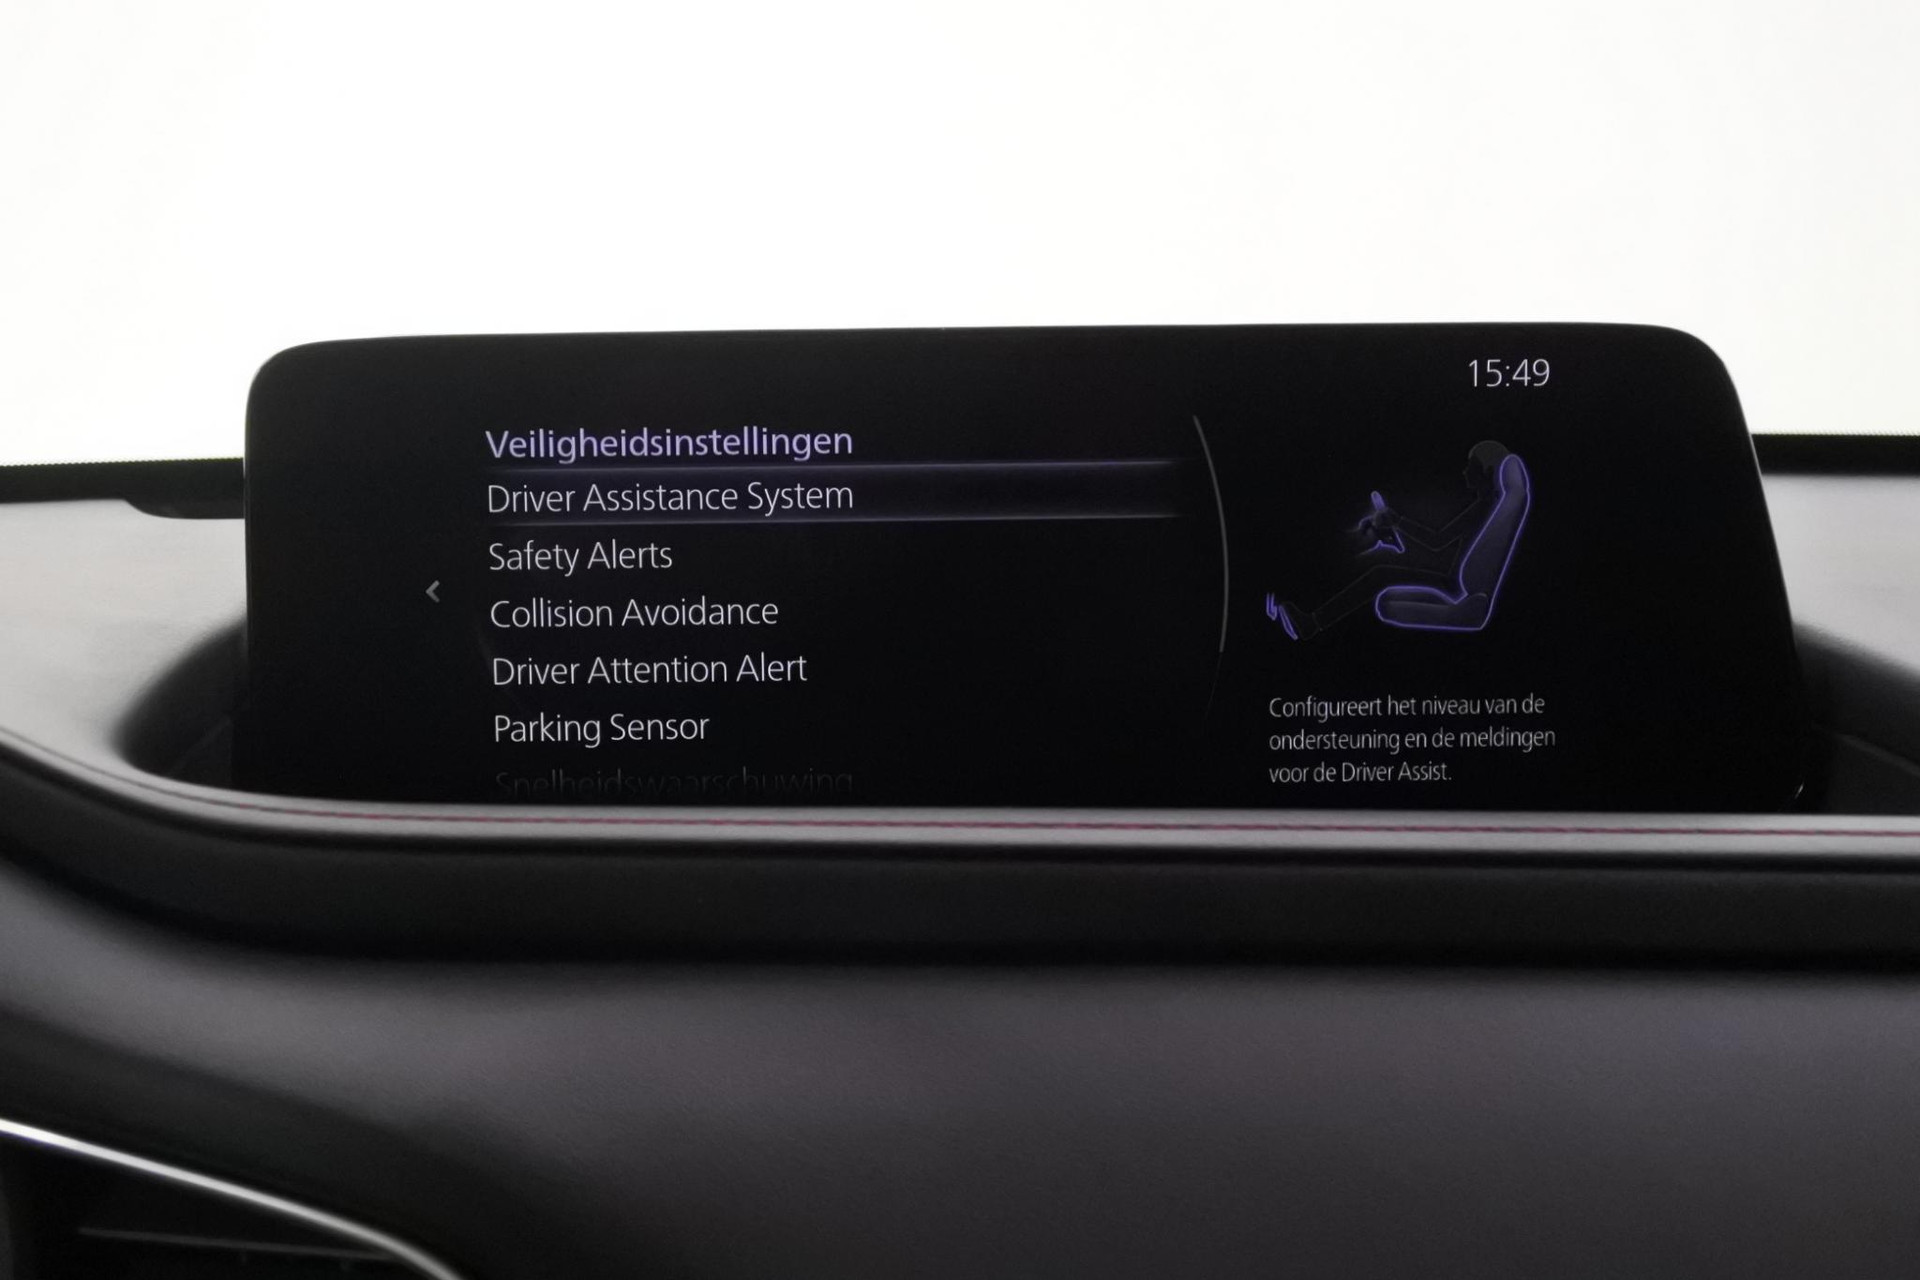 15:49
Veiligheidsinstellingen
Driver Assistance System
Safety Alerts
Collision Avoidance
Driver Attention Alert
Parking Sensor
Snelheidswaarschuwing
Configureert het niveau van de
ondersteuning en de meldingen
voor de Driver Assist.